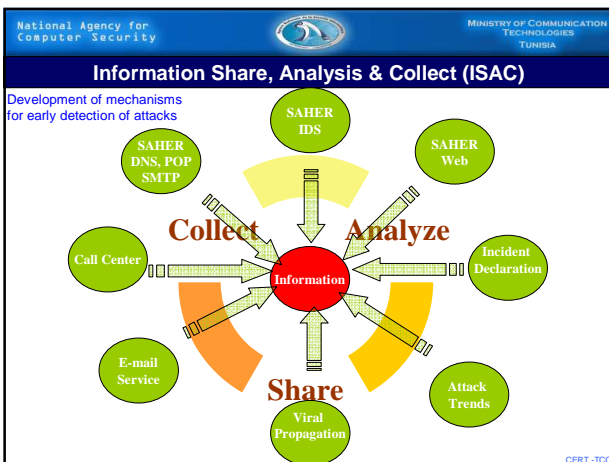 National Agency for
Computer Security
MINISTRY OF COMMUNICATION
TECHNOLOGIES
TUNISIA
Information Share, Analysis & Collect (ISAC)
Development of mechanisms
for early detection of attacks
SAHER
IDS
SAHER
DNS, POP
SMTP
SAHER
Web
Collect
Analyze
Call Center
Information
Incident
Declaration
E-mail
Service
Share
Attack
Trends
Viral
Propagation
CERT -TCC